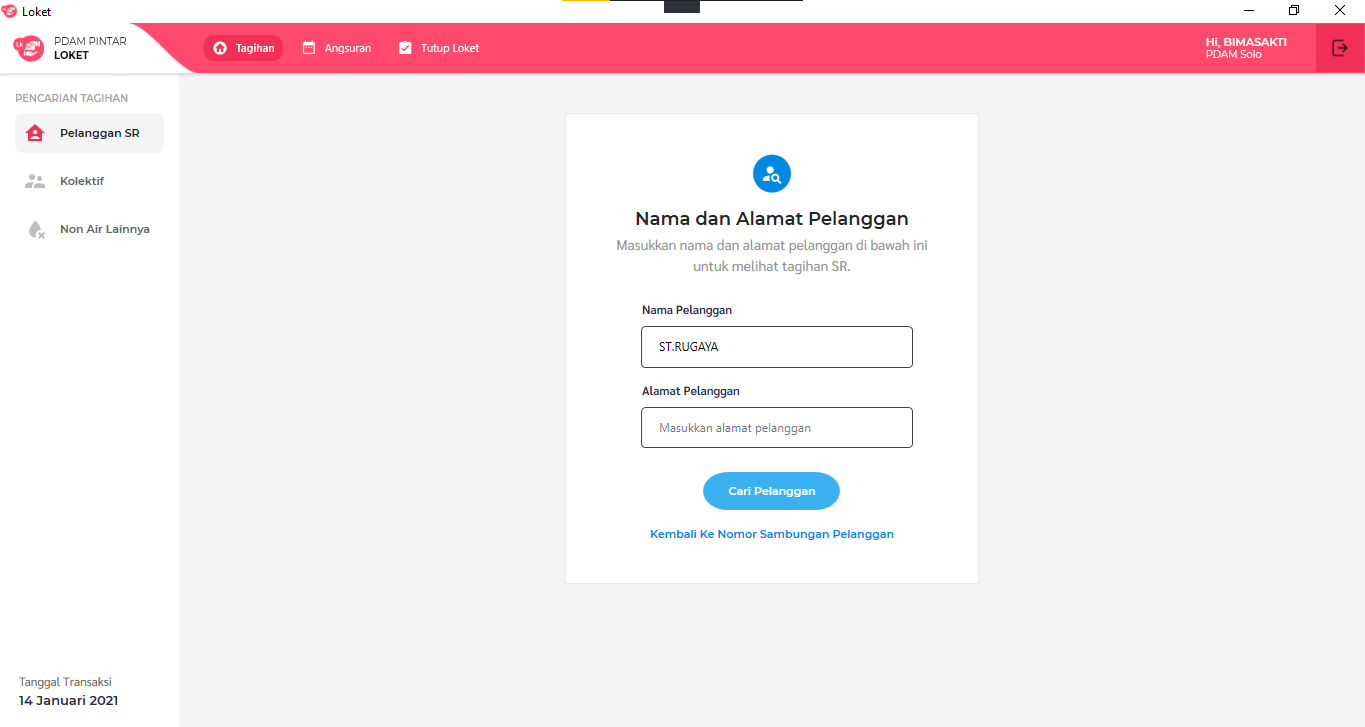 Loket
PDAM PINTAR
LOKET
Tagihan
Angsuran
Tutup Loket
Hi, BIMASAKTI
PDAM Solo
PENCARIAN TAGIHAN
Pelanggan SR
Kolektif
Non Air Lainnya
Nama dan Alamat Pelanggan
Masukkan nama dan alamat pelanggan di bawah ini
untuk melihat tagihan SR.
Nama Pelanggan
ST.RUGAYA
Alamat Pelanggan
Masukkan alamat pelanggan
Cari Pelanggan
Kembali Ke Nomor Sambungan Pelanggan
Tanggal Transaksi
14 Januari 2021